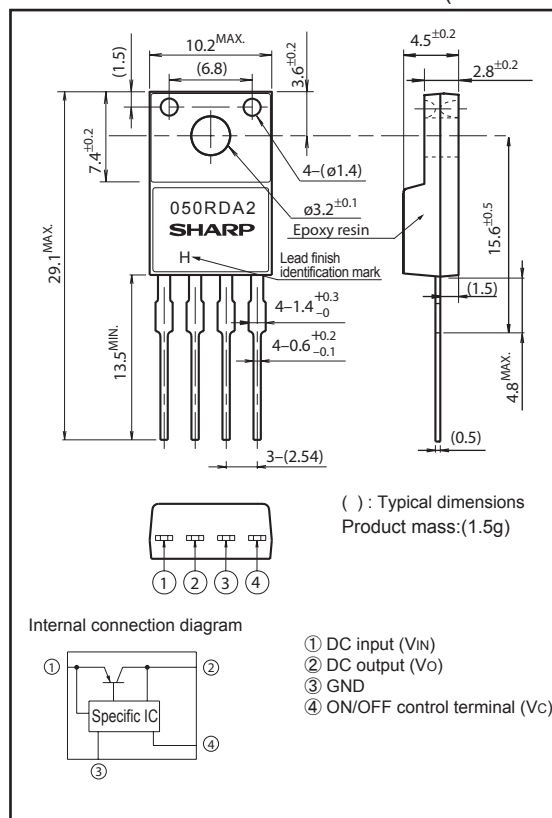 10.2MAX.
4.5±0.2
(1.5)
(6.8)
3.6±0.2
2.8±0.2
7.4±0.2
4–(ø1.4)
29.1MAX.
ø3.2±0.1
15.6±0.5
050RDA2
SHARP
Epoxy resin
H
Lead finish
identification mark
(1.5)
4–1.4+0.3 –0
13.5MIN.
4–0.6+0.2 –0.1
4.8MAX.
3–(2.54)
(0.5)
( ) : Typical dimensions
Product mass:(1.5g)
① ② ③ ④
Internal connection diagram
① DC input (VIN)
② DC output (VO)
③ GND
④ ON/OFF control terminal (VC)
①
②
Specific IC
④
③